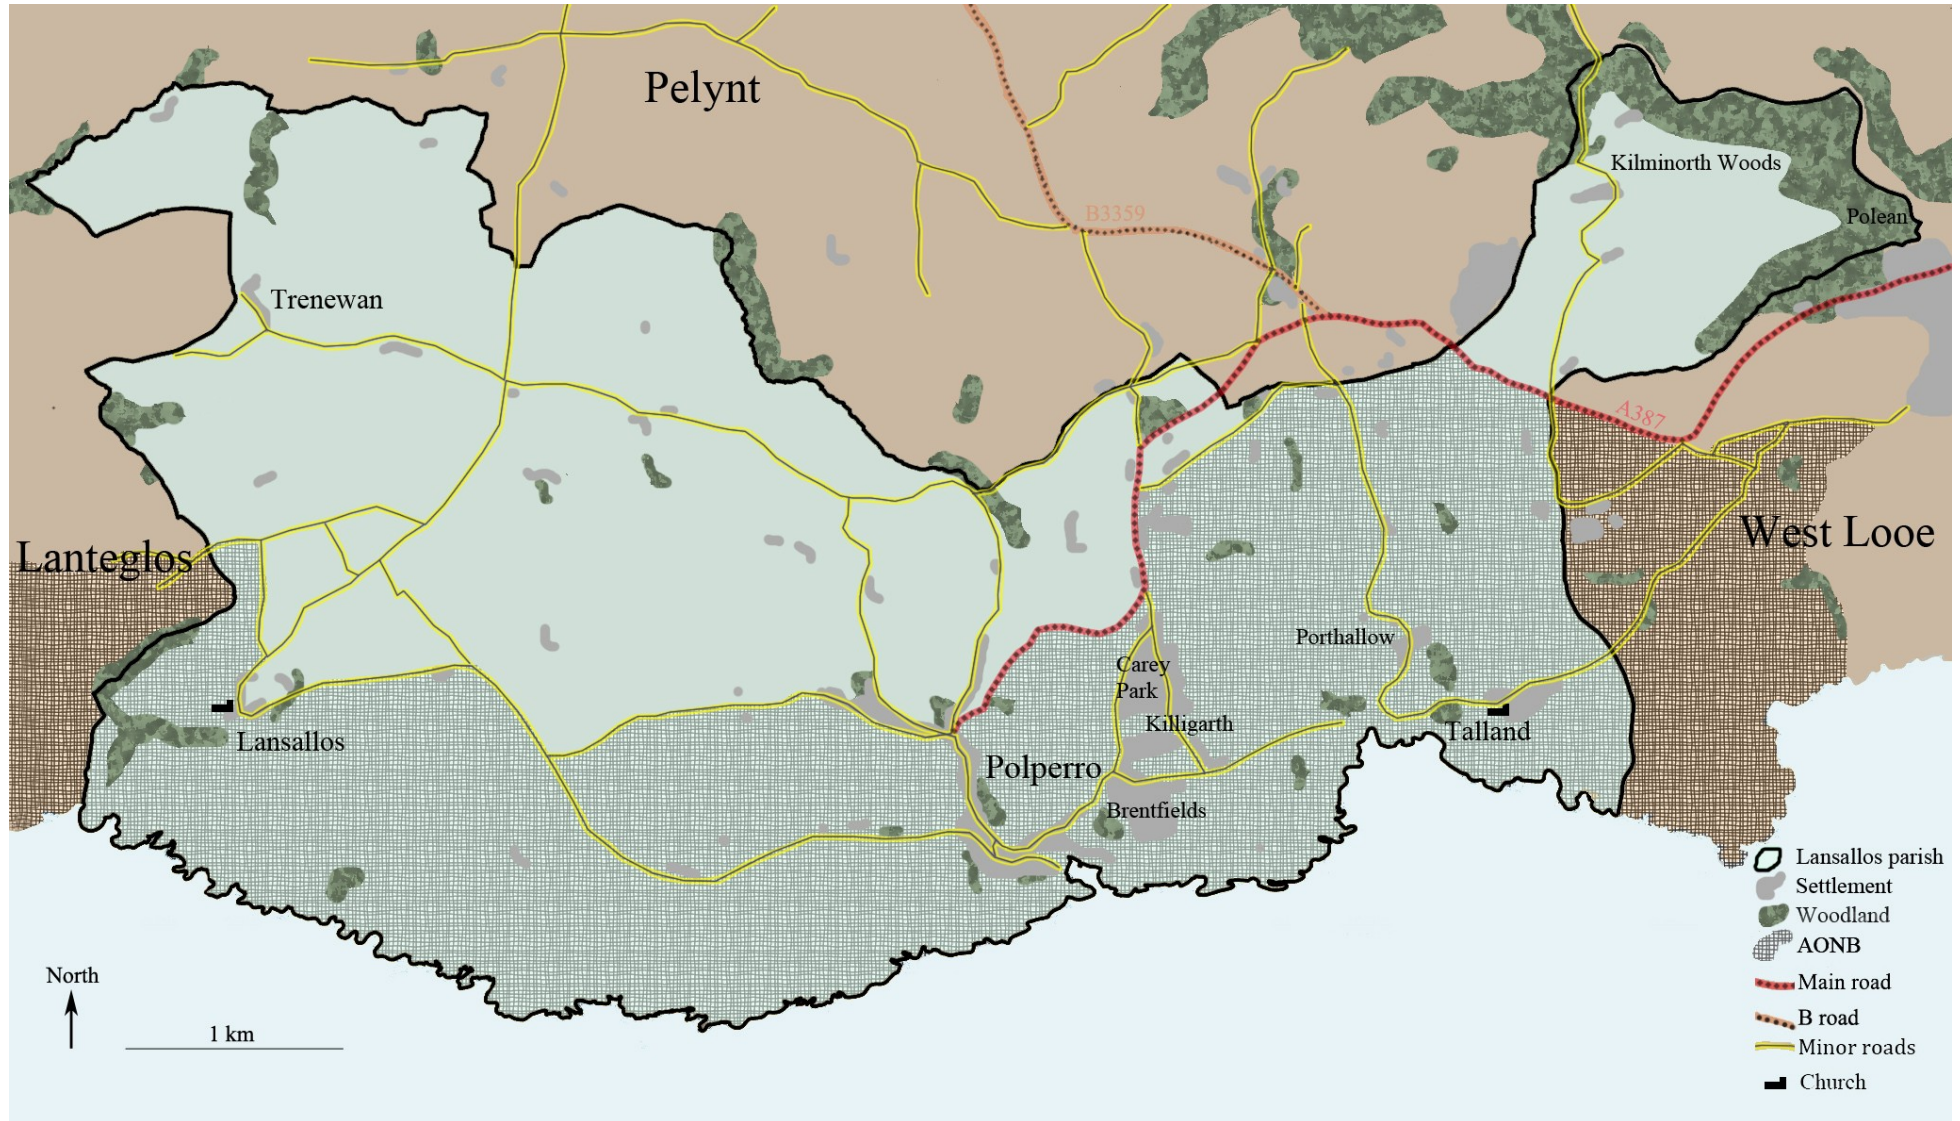 Pelynt
Kilminorth Woods
B3359
Polean
Trenewan
A387
West Looe
Lanteglos
Porthallow
Carey
Park
Killigarth
Lansallos
Talland
Polperro
Brentfields
Lansallos parish
Settlement
Woodland
AONB
North
Main road
B road
1 km
Minor roads
Church